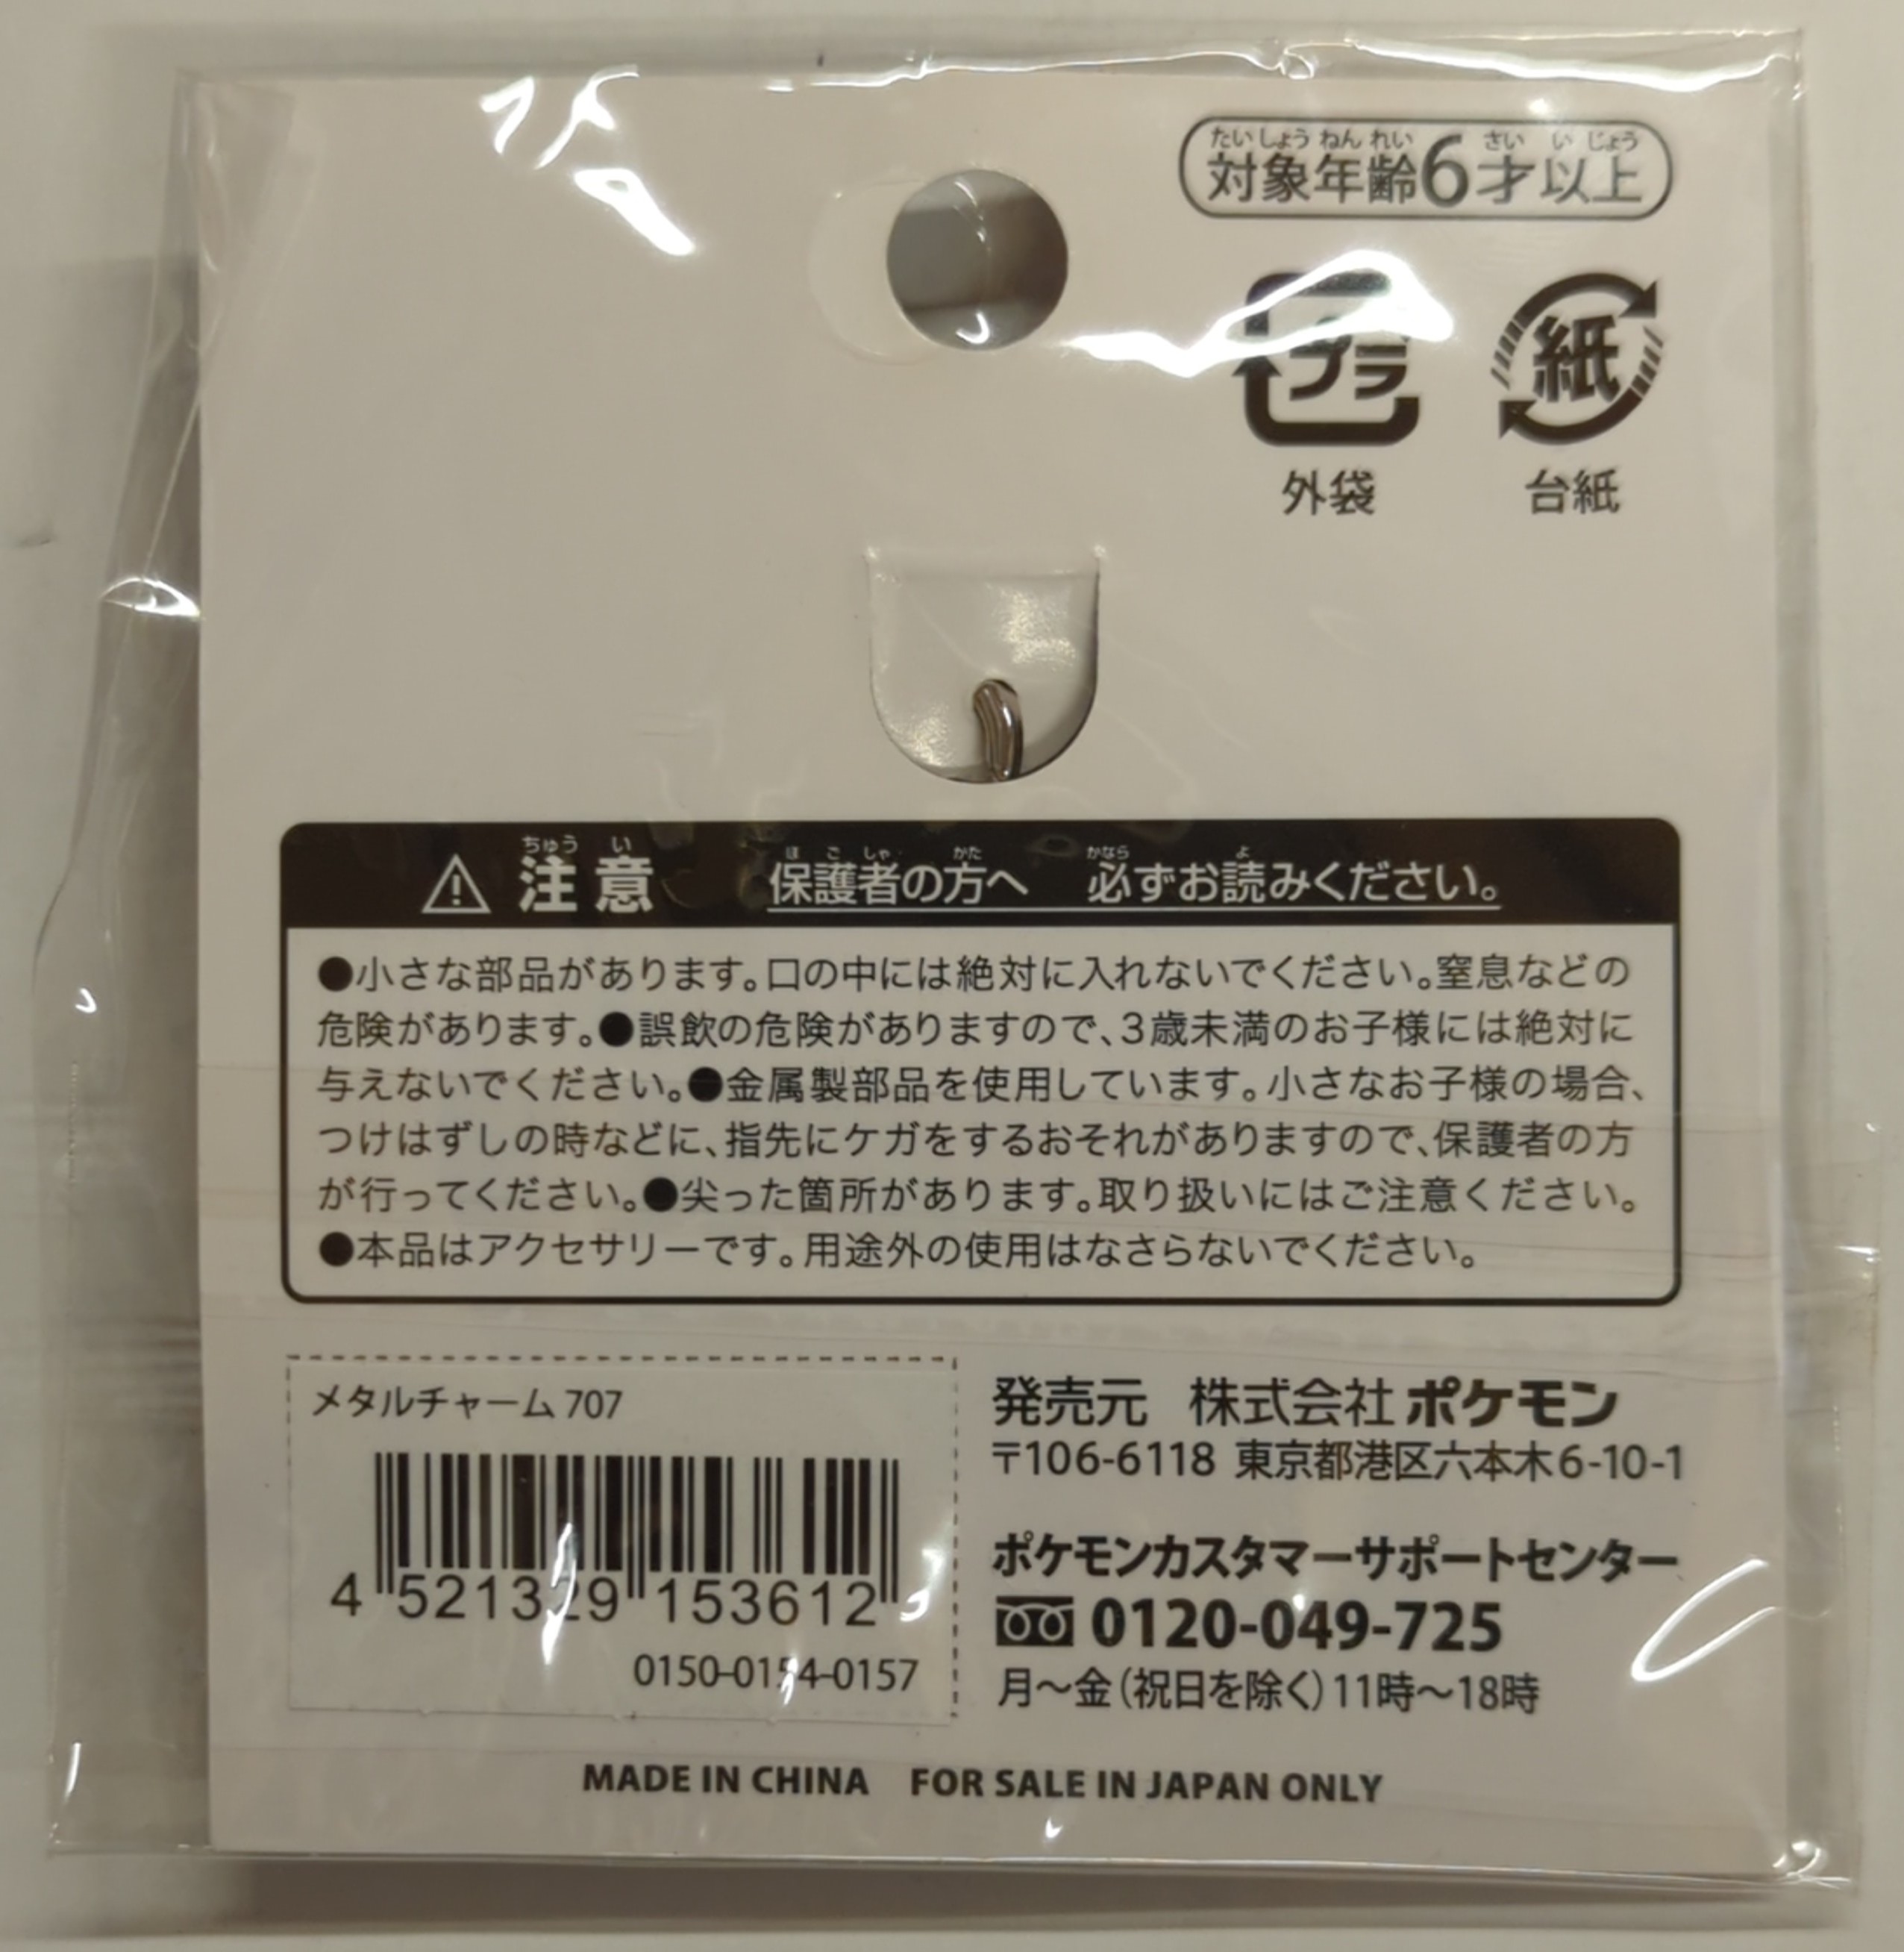 対象年齢6才以上
たいしょうねんれい さい いじょう
プラ 紙
外袋 台紙
ちゅうい ほごしゃ かた かなら よ
注意 保護者の方へ 必ずお読みください。
●小さな部品があります。口の中には絶対に入れないでください。窒息などの
危険があります。●誤飲の危険がありますので、3歳未満のお子様には絶対に
与えないでください。●金属製部品を使用しています。小さなお子様の場合、
つけはずしの時などに、指先にケガをするおそれがありますので、保護者の方
が行ってください。●尖った箇所があります。取り扱いにはご注意ください。
●本品はアクセサリーです。用途外の使用はなさらないでください。
メタルチャーム 707
4 521329 153612
0150-0154-0157
発売元 株式会社ポケモン
〒106-6118 東京都港区六本木6-10-1
ポケモンカスタマーサポートセンター
0120-049-725
月～金（祝日を除く）11時～18時
MADE IN CHINA FOR SALE IN JAPAN ONLY